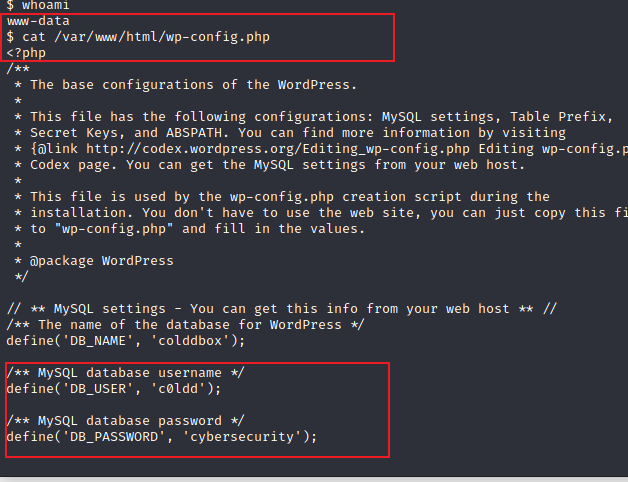 $ whoami
www-data
$ cat /var/www/html/wp-config.php
<?php
/**
 * The base configurations of the WordPress.
 *
 * This file has the following configurations: MySQL settings, Table Prefix,
 * Secret Keys, and ABSPATH. You can find more information by visiting
 * {@link http://codex.wordpress.org/Editing_wp-config.php Editing wp-config.p
 * Codex page. You can get the MySQL settings from your web host.
 *
 * This file is used by the wp-config.php creation script during the
 * installation. You don't have to use the web site, you can just copy this fi
 * to "wp-config.php" and fill in the values.
 *
 * @package WordPress
 */
// ** MySQL settings - You can get this info from your web host ** //
/** The name of the database for WordPress */
define('DB_NAME', 'colddbox');
/** MySQL database username */
define('DB_USER', 'c0ldd');
/** MySQL database password */
define('DB_PASSWORD', 'cybersecurity');